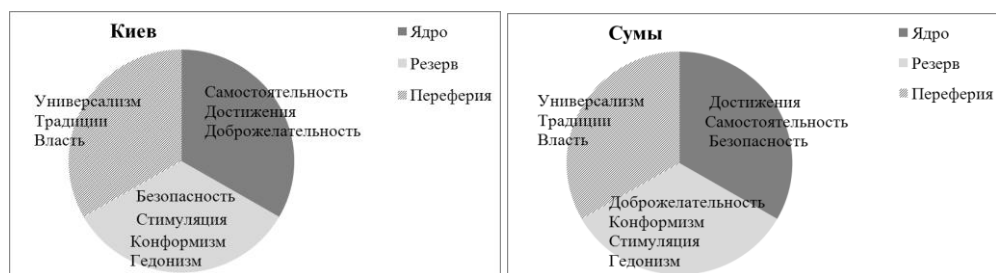 Киев
Ядро
Резерв
Переферия
Универсализм
Традиции
Власть
Самостоятельность
Достижения
Доброжелательность
Безопасность
Стимуляция
Конформизм
Гедонизм
Сумы
Ядро
Резерв
Переферия
Универсализм
Традиции
Власть
Достижения
Самостоятельность
Безопасность
Доброжелательность
Конформизм
Стимуляция
Гедонизм